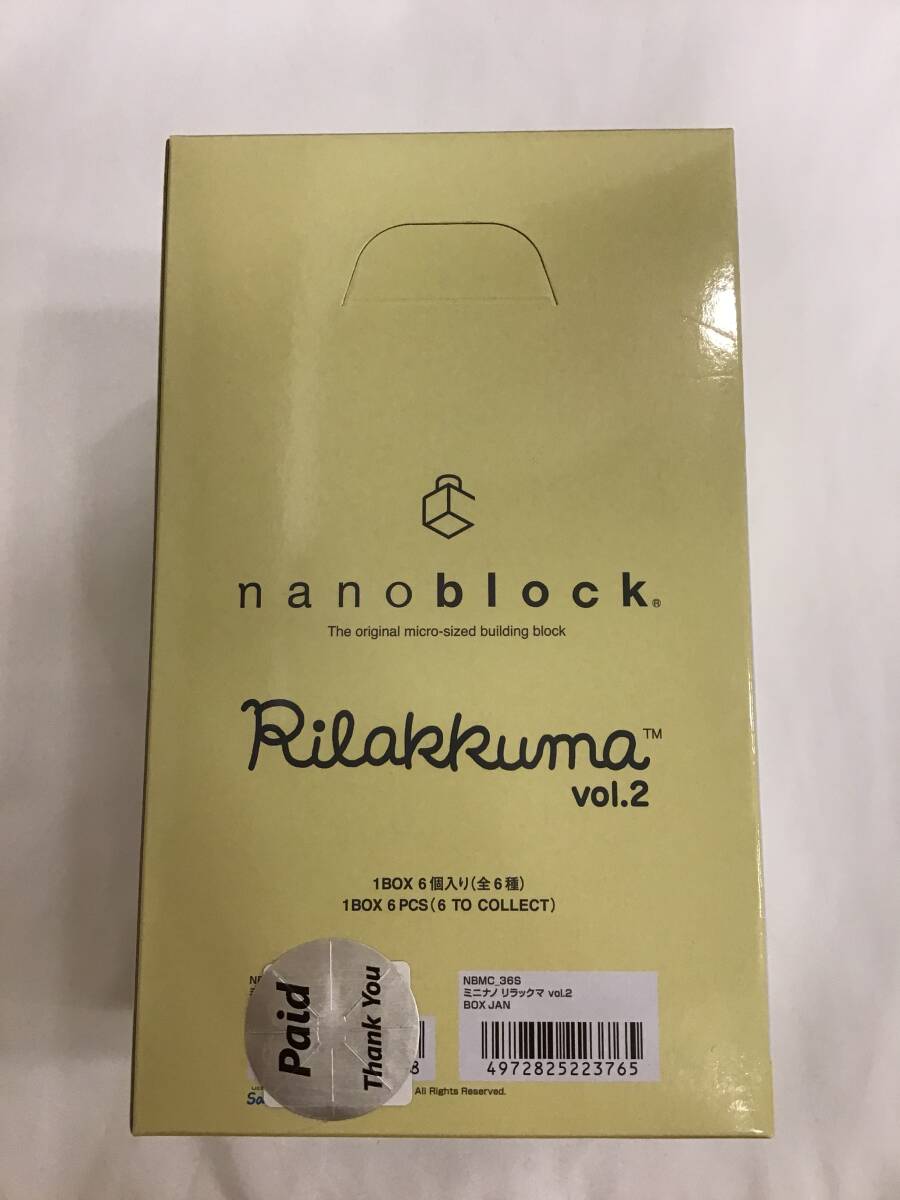 nanoblock®
The original micro-sized building block
Rilakkuma™
vol.2
1BOX 6個入り(全6種)
1BOX 6PCS(6 TO COLLECT)
Paid
Thank You
8
NBMC_36S
ミニナノ リラックマ vol.2
BOX JAN
4972825223765
All Rights Reserved.